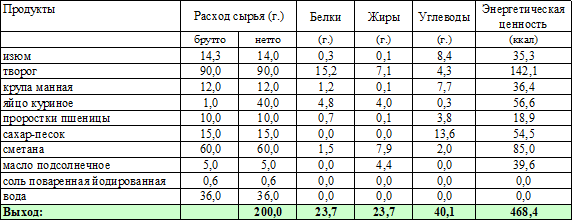 Продукты Расход сырья (г.) Белки Жиры Углеводы Энергетическая ценность
брутто нетто (г.) (г.) (г.) (ккал)
изюм 14,3 14,0 0,3 0,1 8,4 35,3
творог 90,0 90,0 15,2 7,1 4,3 142,1
крупа манная 12,0 12,0 1,2 0,1 7,7 36,4
яйцо куриное 1,0 40,0 4,8 4,0 0,3 56,6
проростки пшеницы 10,0 10,0 0,7 0,1 3,8 18,9
сахар-песок 15,0 15,0 0,0 0,0 13,6 54,5
сметана 60,0 60,0 1,5 7,9 2,0 85,0
масло подсолнечное 5,0 5,0 0,0 4,4 0,0 39,6
соль поваренная йодированная 0,6 0,6 0,0 0,0 0,0 0,0
вода 36,0 36,0 0,0 0,0 0,0 0,0
Выход: 200,0 23,7 23,7 40,1 468,4